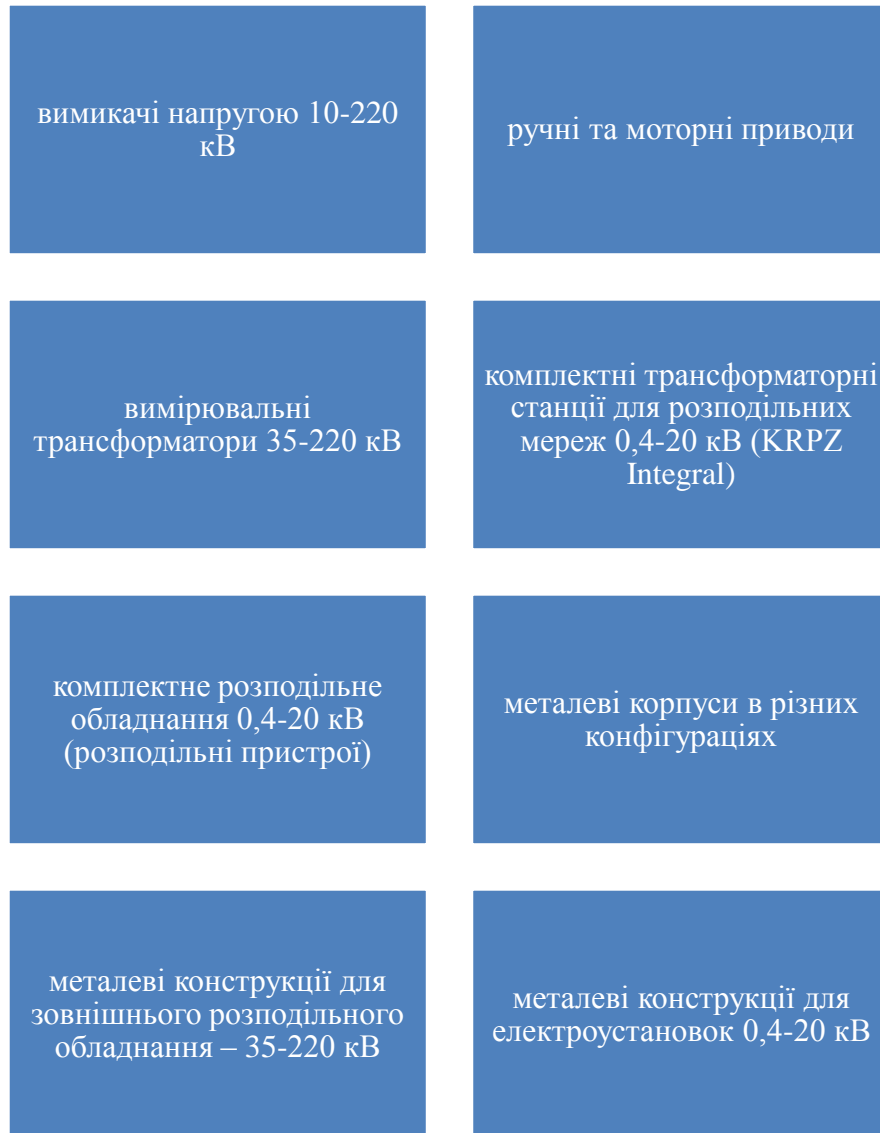 вимикачі напругою 10-220
кВ
ручні та моторні приводи
вимірювальні
трансформатори 35-220 кВ
комплектні трансформаторні
станції для розподільних
мереж 0,4-20 кВ (KRPZ
Integral)
комплектне розподільне
обладнання 0,4-20 кВ
(розподільні пристрої)
металеві корпуси в різних
конфігураціях
металеві конструкції для
зовнішнього розподільного
обладнання – 35-220 кВ
металеві конструкції для
електроустановок 0,4-20 кВ